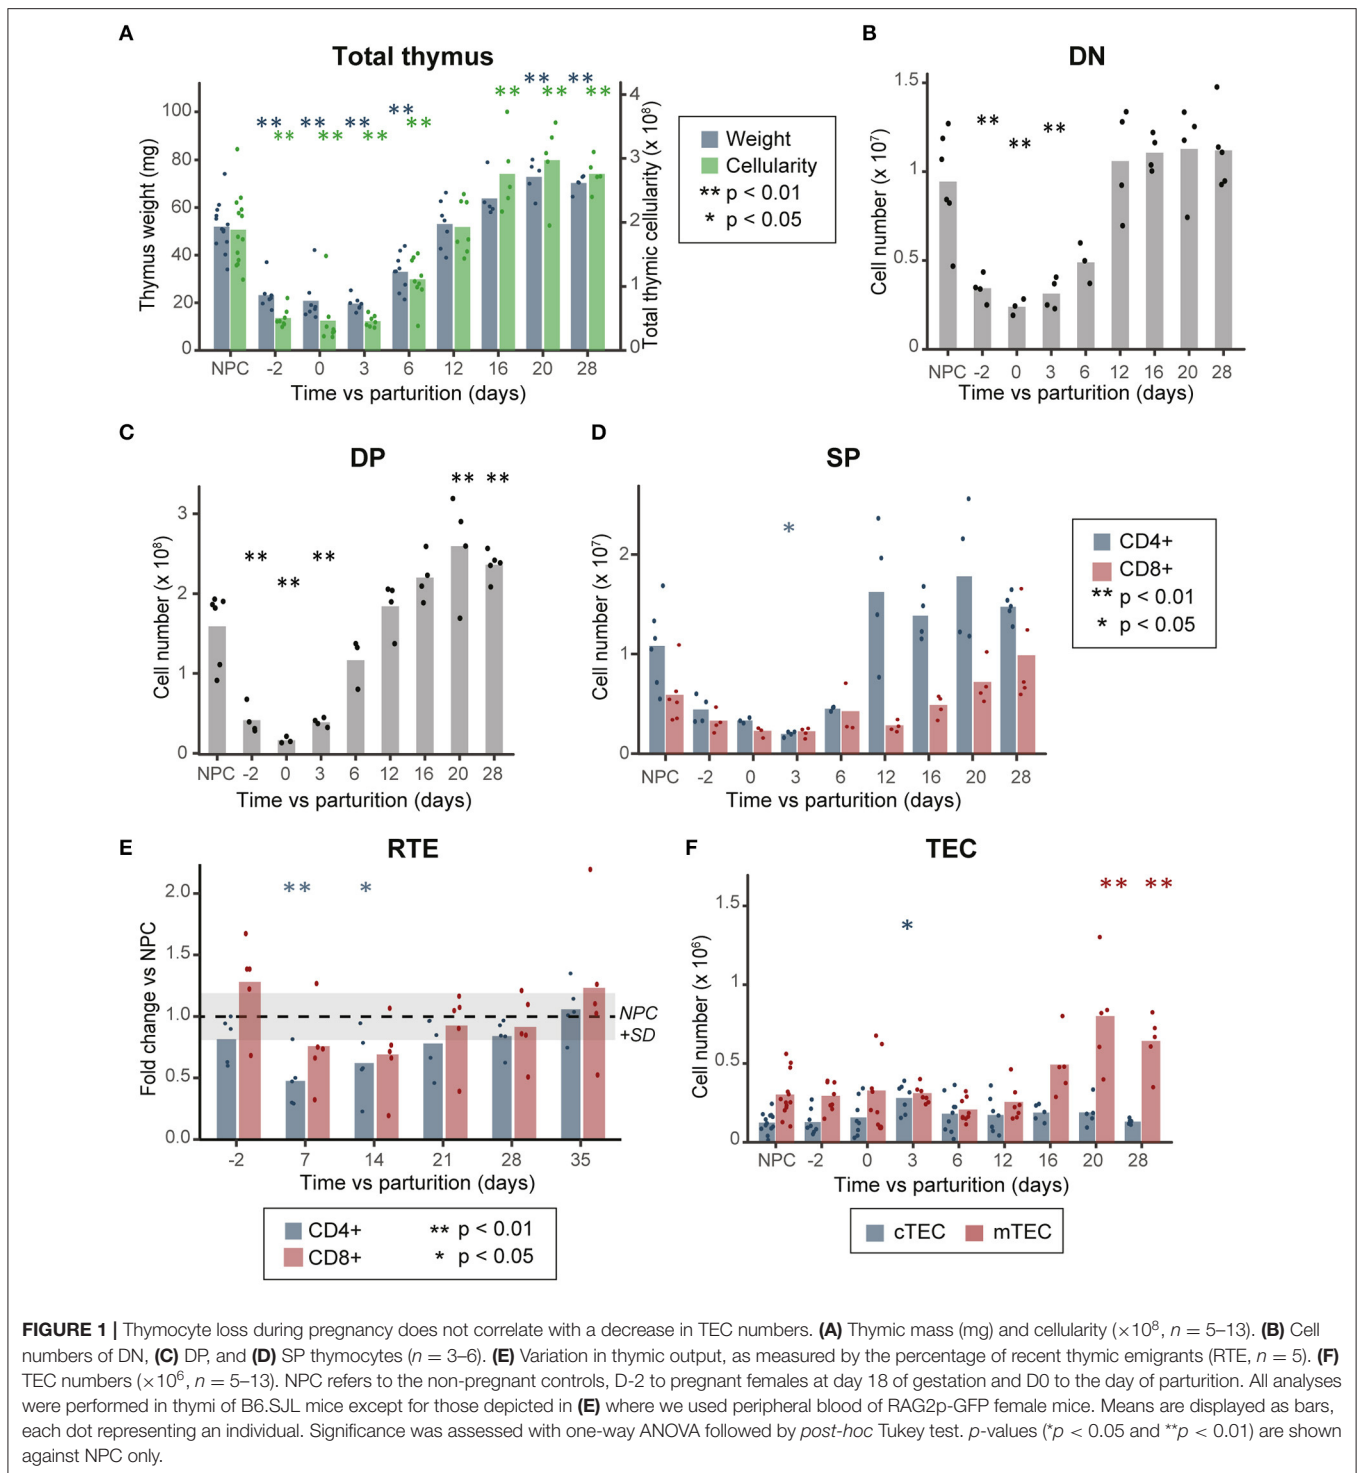 A
Total thymus
** ** ** ** ** **
** ** ** ** ** ** **
Thymus weight (mg)
100
80
60
40
20
0
4
3
2
1
0
Total thymic cellularity (x 10⁸)
NPC -2 0 3 6 12 16 20 28
Time vs parturition (days)
Weight
Cellularity
** p < 0.01
* p < 0.05
B
DN
** ** **
Cell number (x 10⁷)
1.5
1
0.5
0
NPC -2 0 3 6 12 16 20 28
Time vs parturition (days)
C
DP
** ** ** ** **
Cell number (x 10⁸)
3
2
1
0
NPC -2 0 3 6 12 16 20 28
Time vs parturition (days)
D
SP
*
Cell number (x 10⁷)
2
1
0
NPC -2 0 3 6 12 16 20 28
Time vs parturition (days)
CD4+
CD8+
** p < 0.01
* p < 0.05
E
RTE
** *
Fold change vs NPC
2.0
1.5
1.0
0.5
0.0
NPC
+SD
-2 7 14 21 28 35
Time vs parturition (days)
CD4+ ** p < 0.01
CD8+ * p < 0.05
F
TEC
* ** **
Cell number (x 10⁶)
1.5
1
0.5
0
NPC -2 0 3 6 12 16 20 28
Time vs parturition (days)
cTEC mTEC
FIGURE 1 | Thymocyte loss during pregnancy does not correlate with a decrease in TEC numbers. (A) Thymic mass (mg) and cellularity (×10⁸, n = 5–13). (B) Cell
numbers of DN, (C) DP, and (D) SP thymocytes (n = 3–6). (E) Variation in thymic output, as measured by the percentage of recent thymic emigrants (RTE, n = 5). (F)
TEC numbers (×10⁶, n = 5–13). NPC refers to the non-pregnant controls, D-2 to pregnant females at day 18 of gestation and D0 to the day of parturition. All analyses
were performed in thymi of B6.SJL mice except for those depicted in (E) where we used peripheral blood of RAG2p-GFP female mice. Means are displayed as bars,
each dot representing an individual. Significance was assessed with one-way ANOVA followed by post-hoc Tukey test. p-values (*p < 0.05 and **p < 0.01) are shown
against NPC only.